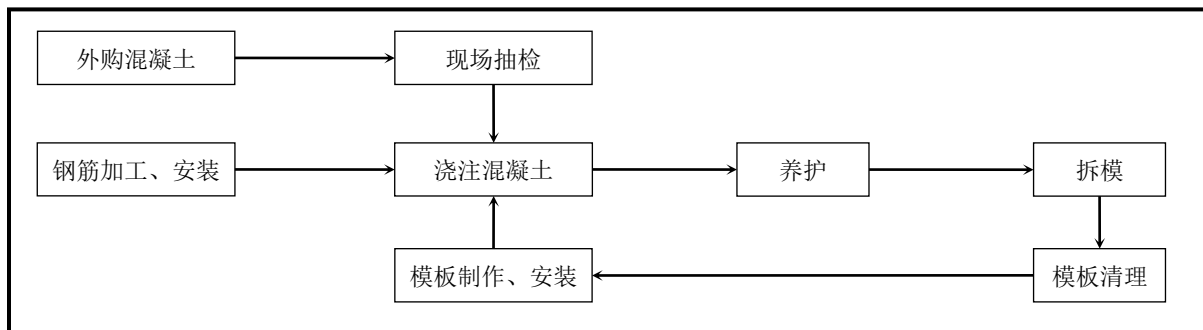 外购混凝土
现场抽检
钢筋加工、安装
浇注混凝土
养护
拆模
模板制作、安装
模板清理